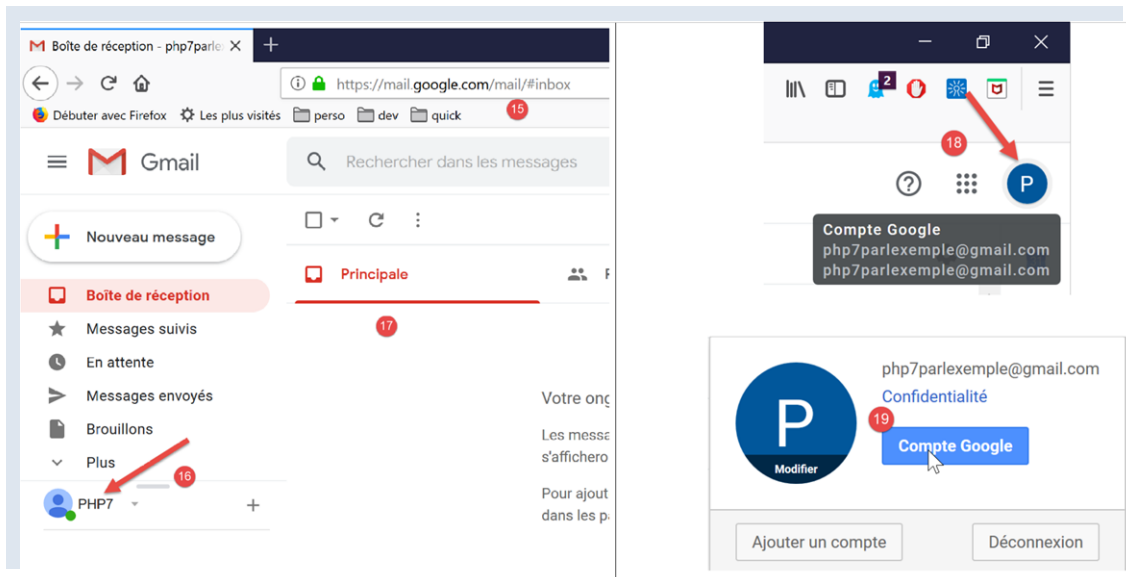 Boîte de réception - php7parle
https://mail.google.com/mail/#inbox
15
Débuter avec Firefox Les plus visités perso dev quick
Gmail
Rechercher dans les messages
Nouveau message
Principale
Boîte de réception
17
Messages suivis
En attente
Messages envoyés
Votre ong
Brouillons
Les messa
Plus
s'affichero
16
PHP7
Pour ajout
dans les pa
2
18
P
Compte Google
php7parlexemple@gmail.com
php7parlexemple@gmail.com
P
Modifier
php7parlexemple@gmail.com
Confidentialité
19
Compte Google
Ajouter un compte
Déconnexion